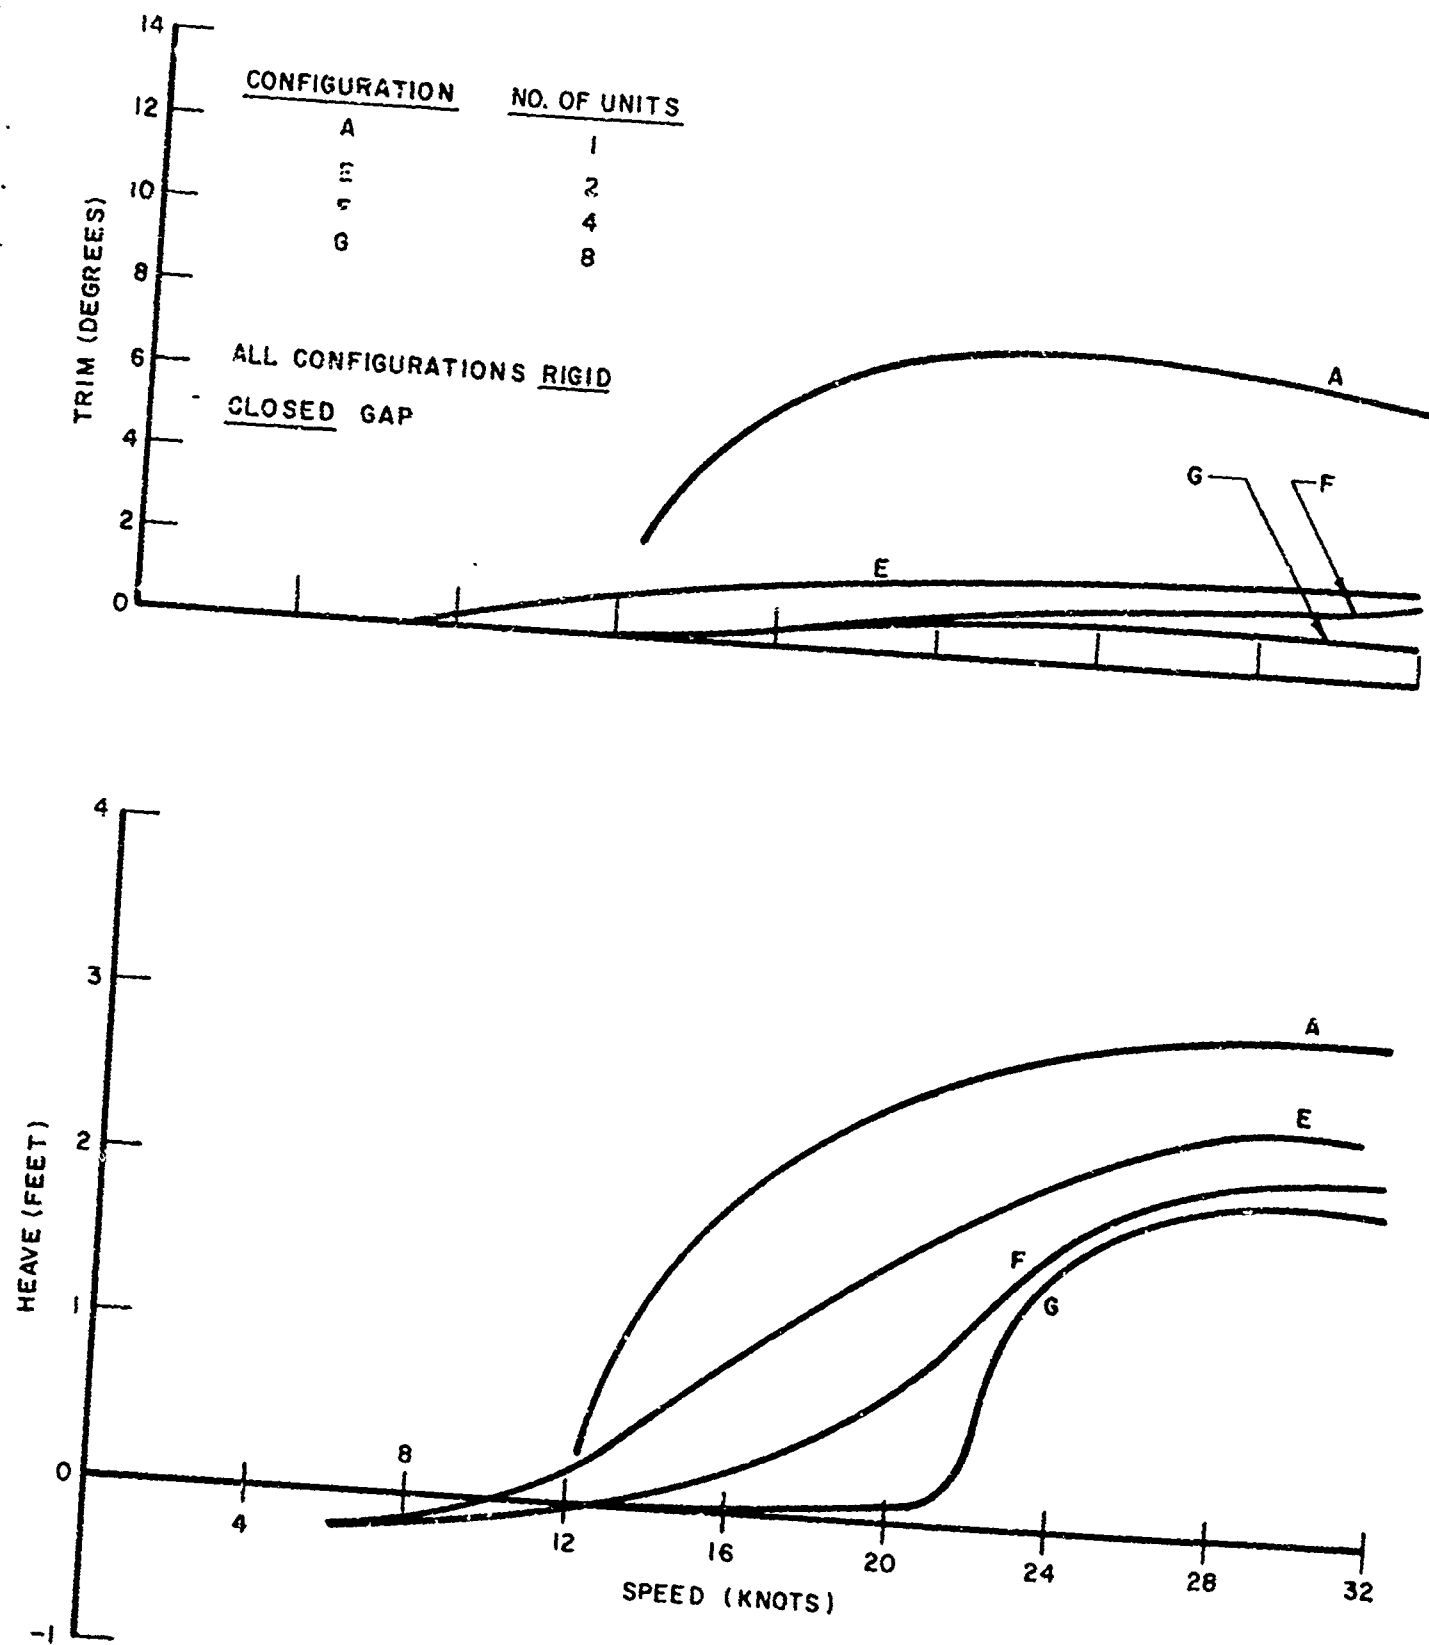 14
CONFIGURATION NO. OF UNITS
12
A 1
E 2
10
F 4
G 8
8
TRIM (DEGREES)
6
ALL CONFIGURATIONS RIGID
CLOSED GAP
4
2
0
A
G F
E
4
3
2
1
0
-1
HEAVE (FEET)
A
E
F
G
8
4
12
16
20
24
28
32
SPEED (KNOTS)